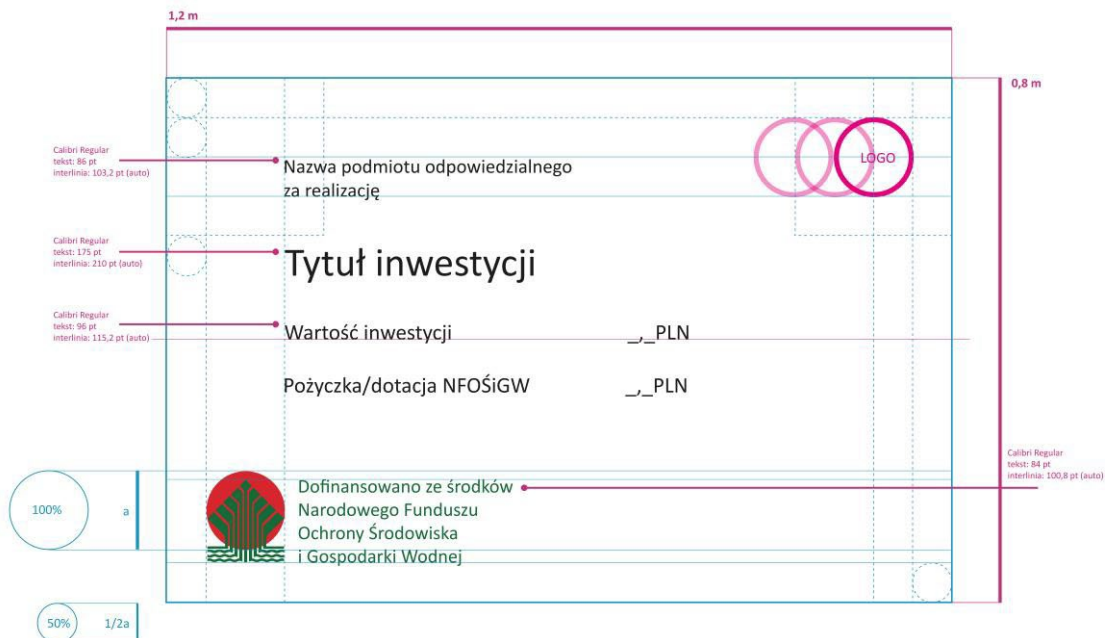 1,2 m
0,8 m
Calibri Regular
tekst: 86 pt
interlinia: 103,2 pt (auto)
Nazwa podmiotu odpowiedzialnego
za realizację
LOGO
Calibri Regular
tekst: 175 pt
interlinia: 210 pt (auto)
Tytuł inwestycji
Calibri Regular
tekst: 96 pt
interlinia: 115,2 pt (auto)
Wartość inwestycji _,_PLN
Pożyczka/dotacja NFOŚiGW _,_PLN
Calibri Regular
tekst: 84 pt
interlinia: 100,8 pt (auto)
100% a
Dofinansowano ze środków
Narodowego Funduszu
Ochrony Środowiska
i Gospodarki Wodnej
50% 1/2a